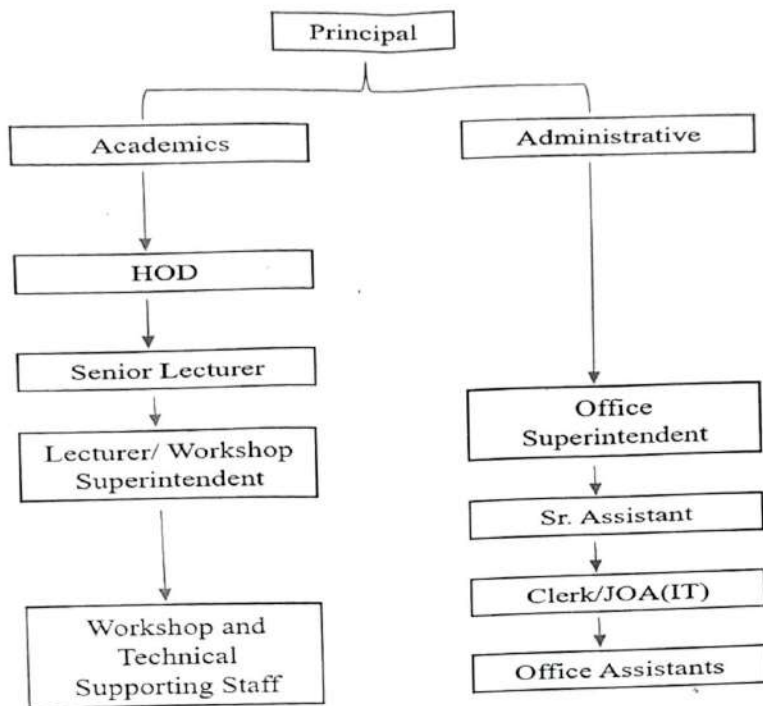 Principal
Academics
Administrative
HOD
Senior Lecturer
Lecturer/ Workshop
Superintendent
Workshop and
Technical
Supporting Staff
Office
Superintendent
Sr. Assistant
Clerk/JOA(IT)
Office Assistants